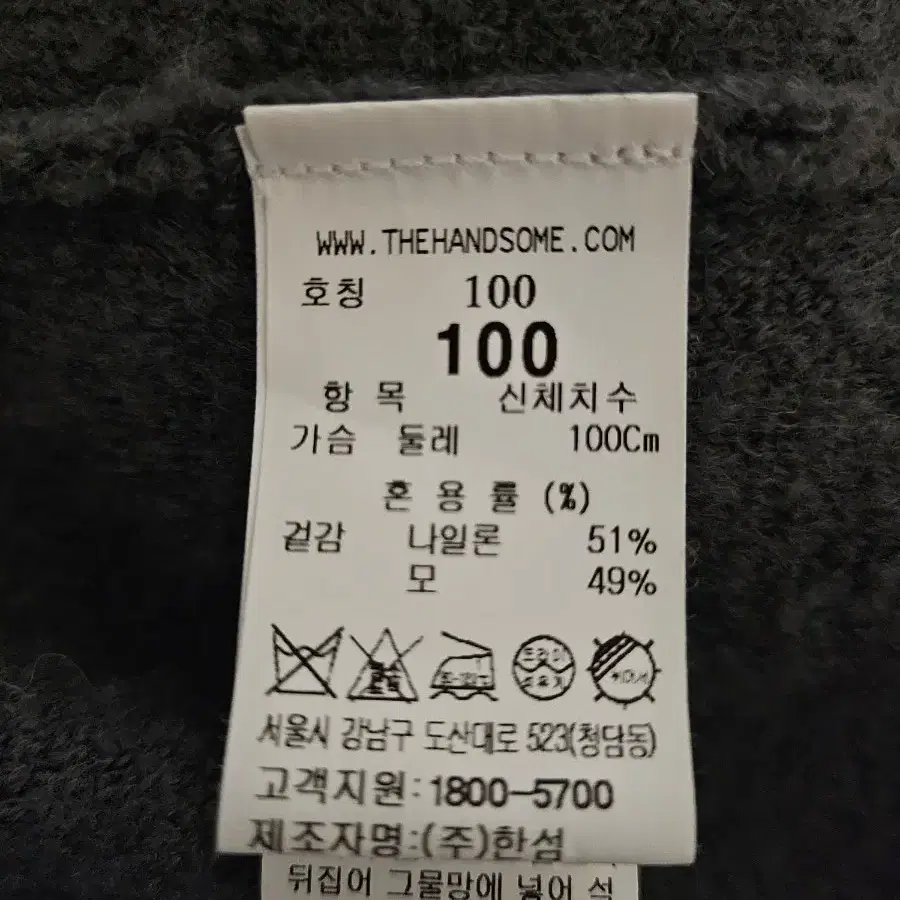 WWW.THEHANDSOME.COM
호칭 100
100
항 목 신체치수
가슴 둘레 100Cm
혼 용 률 (%)
겉감 나일론 51%
모 49%
드라이
서울시 강남구 도산대로 523(청담동)
고객지원:1800-5700
제조자명:(주)한섬
뒤집어 그물망에 넣어 석